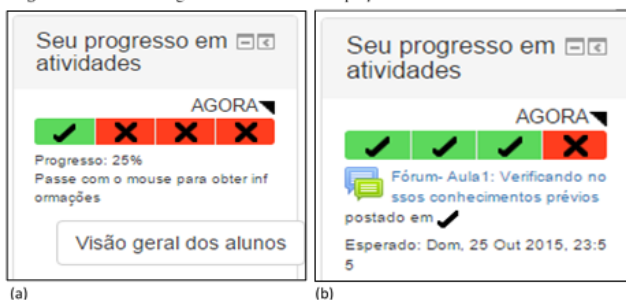 Seu progresso em
atividades
AGORA
Progresso: 25%
Passe com o mouse para obter inf
ormações
Visão geral dos alunos
(a)
Seu progresso em
atividades
AGORA
Fórum- Aula1: Verificando no
ssos conhecimentos prévios
postado em
Esperado: Dom, 25 Out 2015, 23:5
5
(b)